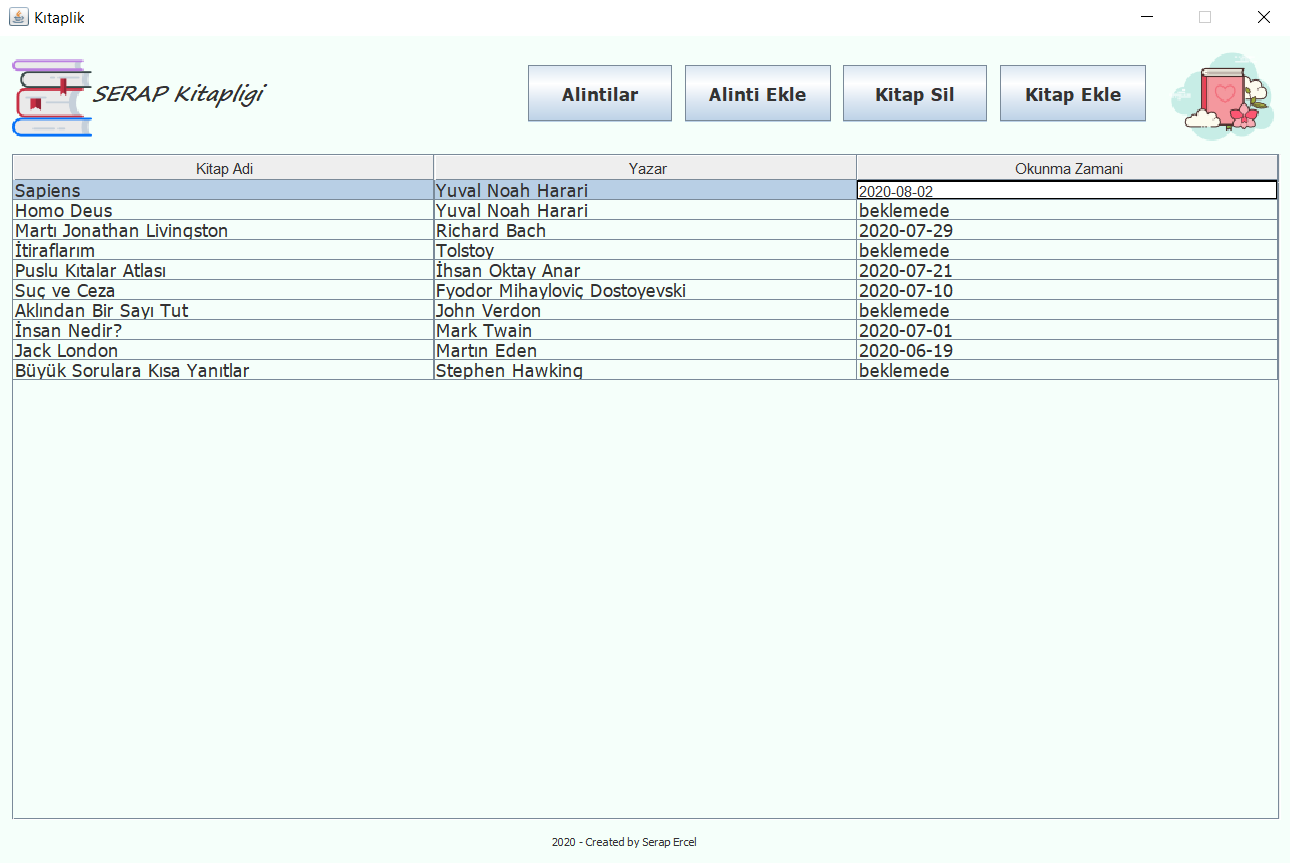 Kıtaplik
SERAP Kitapligi
Alintilar Alinti Ekle Kitap Sil Kitap Ekle
Kitap Adi Yazar Okunma Zamani
Sapiens Yuval Noah Harari 2020-08-02
Homo Deus Yuval Noah Harari beklemede
Martı Jonathan Livingston Richard Bach 2020-07-29
İtiraflarım Tolstoy beklemede
Puslu Kıtalar Atlası İhsan Oktay Anar 2020-07-21
Suç ve Ceza Fyodor Mihayloviç Dostoyevski 2020-07-10
Aklından Bir Sayı Tut John Verdon beklemede
İnsan Nedir? Mark Twain 2020-07-01
Jack London Martın Eden 2020-06-19
Büyük Sorulara Kısa Yanıtlar Stephen Hawking beklemede
2020 - Created by Serap Ercel